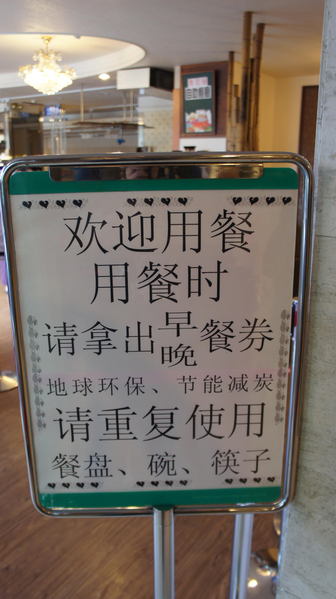 欢迎用餐
用餐时
请拿出早晚餐券
地球环保、节能减炭
请重复使用
餐盘、碗、筷子